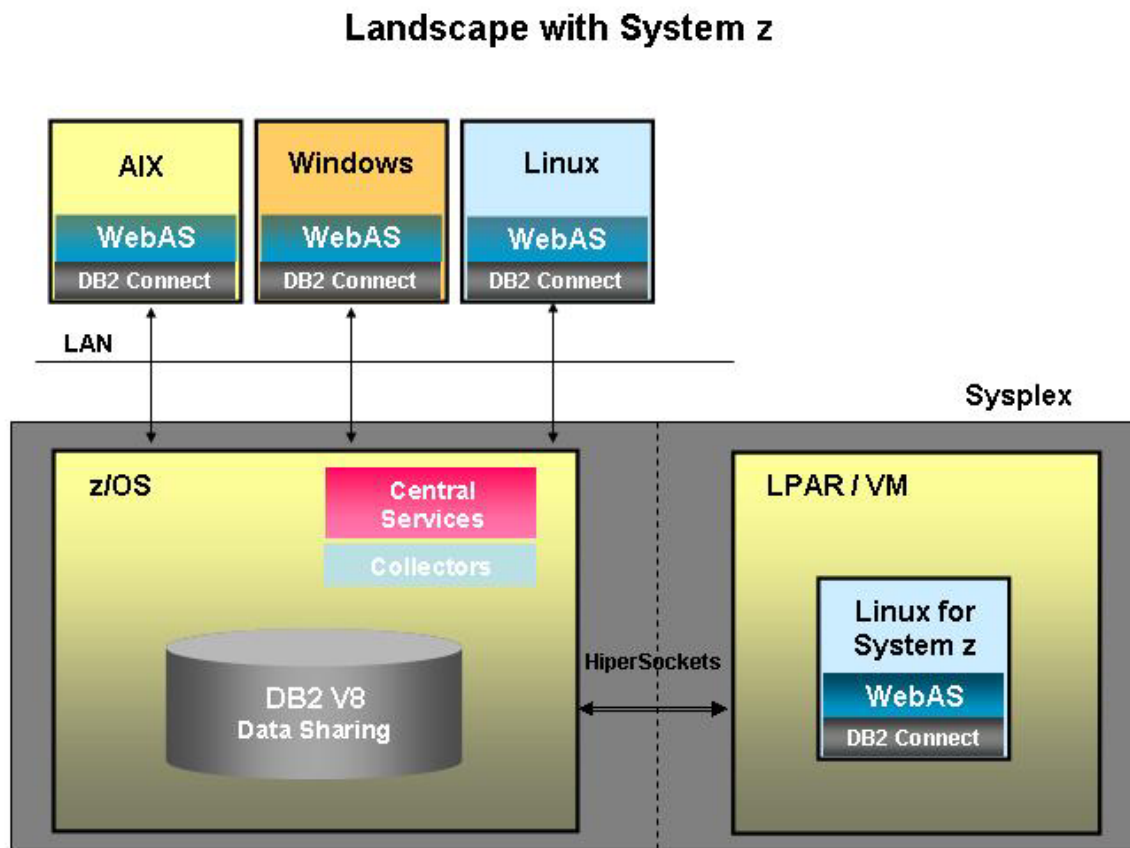 Landscape with System z
AIX
WebAS
DB2 Connect
Windows
WebAS
DB2 Connect
Linux
WebAS
DB2 Connect
LAN
Sysplex
z/OS
Central
Services
Collectors
DB2 V8
Data Sharing
HiperSockets
LPAR / VM
Linux for
System z
WebAS
DB2 Connect